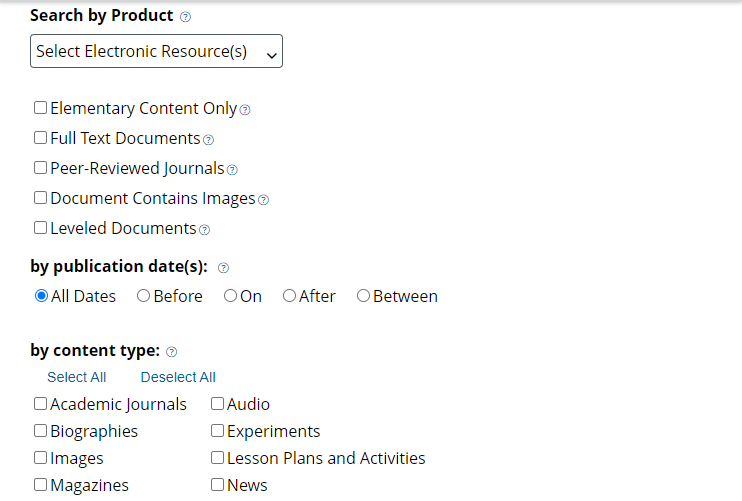 Search by Product ?
Select Electronic Resource(s)
Elementary Content Only ?
Full Text Documents ?
Peer-Reviewed Journals ?
Document Contains Images ?
Leveled Documents ?
by publication date(s): ?
All Dates Before On After Between
by content type: ?
Select All Deselect All
Academic Journals Audio
Biographies Experiments
Images Lesson Plans and Activities
Magazines News